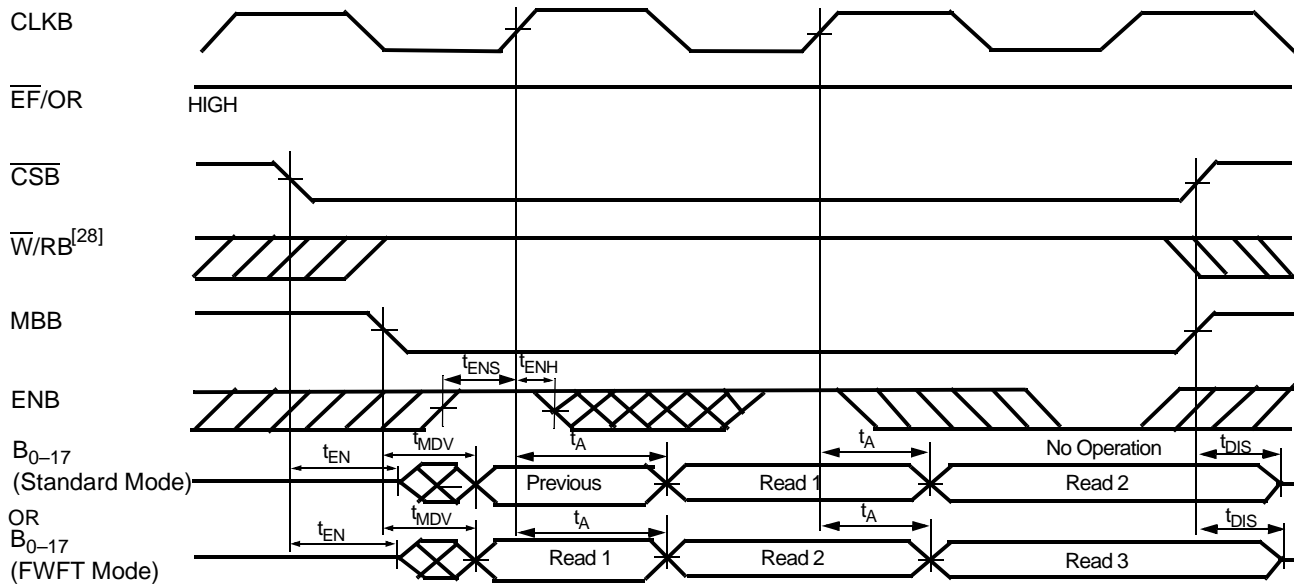 CLKB
EF/OR
HIGH
CSB
W/RB[28]
MBB
tENS tENH
ENB
tEN tMDV tA tA No Operation tDIS
B0–17
(Standard Mode) Previous Read 1 Read 2
OR
tEN tMDV tA tA tDIS
B0–17
(FWFT Mode) Read 1 Read 2 Read 3